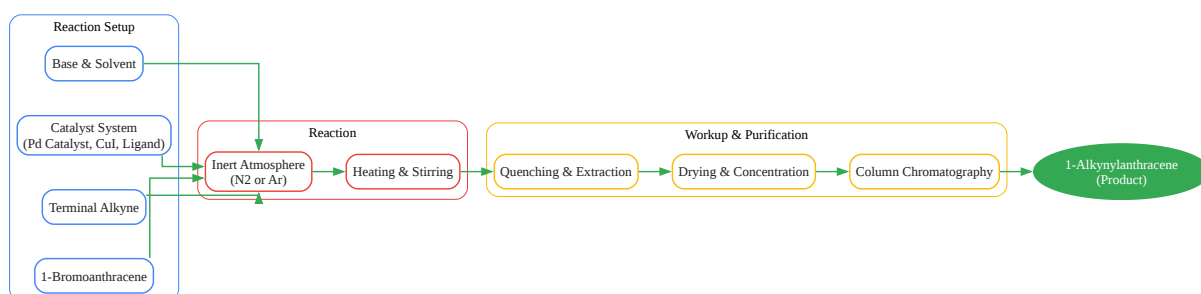 Reaction Setup
Base & Solvent
Catalyst System
(Pd Catalyst, CuI, Ligand)
Terminal Alkyne
1-Bromoanthracene
Reaction
Inert Atmosphere
(N2 or Ar)
Heating & Stirring
Workup & Purification
Quenching & Extraction
Drying & Concentration
Column Chromatography
1-Alkynylanthracene
(Product)